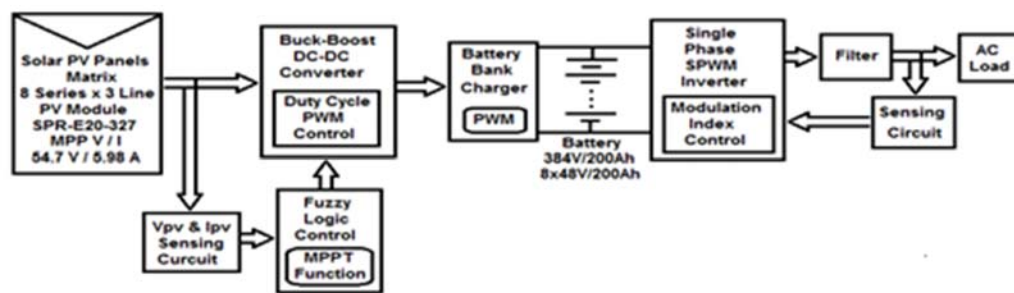 Solar PV Panels
Matrix
8 Series x 3 Line
PV Module
SPR-E20-327
MPP V / I
54.7 V / 5.98 A
Buck-Boost
DC-DC
Converter
Duty Cycle
PWM
Control
Vpv & Ipv
Sensing
Curcuit
Fuzzy
Logic
Control
MPPT
Function
Battery
Bank
Charger
PWM
Battery
384V/200Ah
8x48V/200Ah
Single
Phase
SPWM
Inverter
Modulation
Index
Control
Filter
AC
Load
Sensing
Circuit